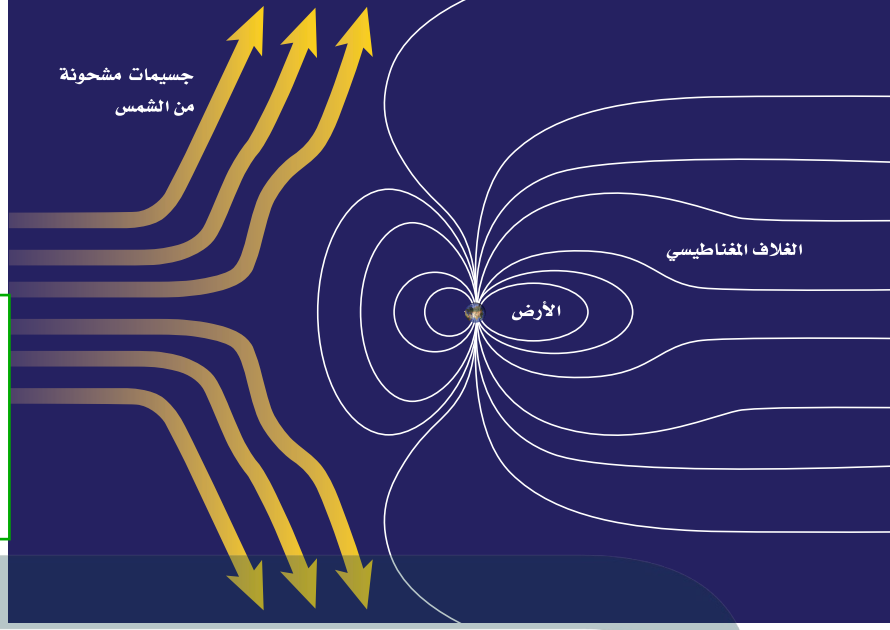 جسيمات مشحونة
من الشمس
الغلاف المغناطيسي
الأرض